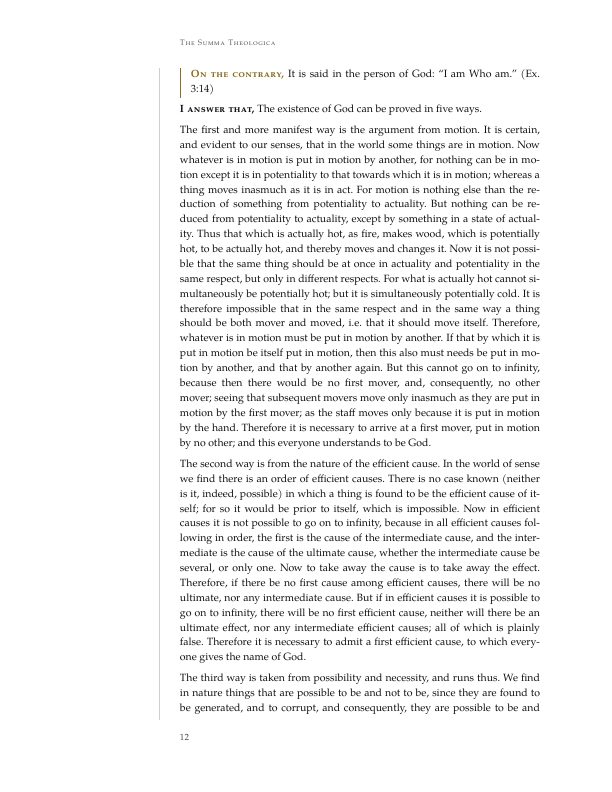 The Summa Theologica
On the contrary, It is said in the person of God: “I am Who am.” (Ex.
3:14)
I answer that, The existence of God can be proved in five ways.
The first and more manifest way is the argument from motion. It is certain,
and evident to our senses, that in the world some things are in motion. Now
whatever is in motion is put in motion by another, for nothing can be in mo-
tion except it is in potentiality to that towards which it is in motion; whereas a
thing moves inasmuch as it is in act. For motion is nothing else than the re-
duction of something from potentiality to actuality. But nothing can be re-
duced from potentiality to actuality, except by something in a state of actual-
ity. Thus that which is actually hot, as fire, makes wood, which is potentially
hot, to be actually hot, and thereby moves and changes it. Now it is not possi-
ble that the same thing should be at once in actuality and potentiality in the
same respect, but only in different respects. For what is actually hot cannot si-
multaneously be potentially hot; but it is simultaneously potentially cold. It is
therefore impossible that in the same respect and in the same way a thing
should be both mover and moved, i.e. that it should move itself. Therefore,
whatever is in motion must be put in motion by another. If that by which it is
put in motion be itself put in motion, then this also must needs be put in mo-
tion by another, and that by another again. But this cannot go on to infinity,
because then there would be no first mover, and, consequently, no other
mover; seeing that subsequent movers move only inasmuch as they are put in
motion by the first mover; as the staff moves only because it is put in motion
by the hand. Therefore it is necessary to arrive at a first mover, put in motion
by no other; and this everyone understands to be God.
The second way is from the nature of the efficient cause. In the world of sense
we find there is an order of efficient causes. There is no case known (neither
is it, indeed, possible) in which a thing is found to be the efficient cause of it-
self; for so it would be prior to itself, which is impossible. Now in efficient
causes it is not possible to go on to infinity, because in all efficient causes fol-
lowing in order, the first is the cause of the intermediate cause, and the inter-
mediate is the cause of the ultimate cause, whether the intermediate cause be
several, or only one. Now to take away the cause is to take away the effect.
Therefore, if there be no first cause among efficient causes, there will be no
ultimate, nor any intermediate cause. But if in efficient causes it is possible to
go on to infinity, there will be no first efficient cause, neither will there be an
ultimate effect, nor any intermediate efficient causes; all of which is plainly
false. Therefore it is necessary to admit a first efficient cause, to which every-
one gives the name of God.
The third way is taken from possibility and necessity, and runs thus. We find
in nature things that are possible to be and not to be, since they are found to
be generated, and to corrupt, and consequently, they are possible to be and
12